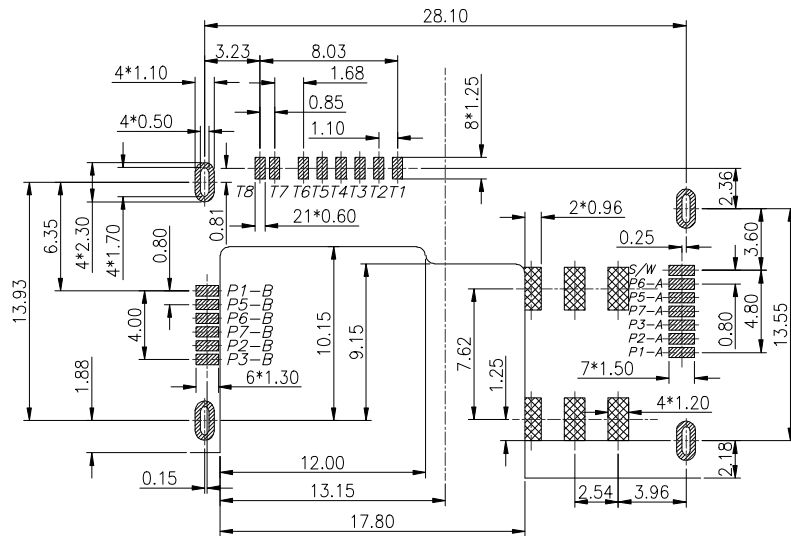 28.10
3.23
8.03
4*1.10
1.68
4*0.50
0.85
1.10
8*1.25
T8 T7 T6 T5 T4 T3 T2 T1
21*0.60
2*0.96
2.36
0.25
3.60
6.35
4*2.30
4*1.70
0.80
0.81
13.93
P1-B
P5-B
P6-B
P7-B
P2-B
P3-B
4.00
6*1.30
1.88
0.15
10.15
9.15
7.62
1.25
S/W
P6-A
P5-A
P7-A
P3-A
P2-A
P1-A
4.80
0.80
13.55
7*1.50
4*1.20
2.18
12.00
13.15
17.80
2.54
3.96